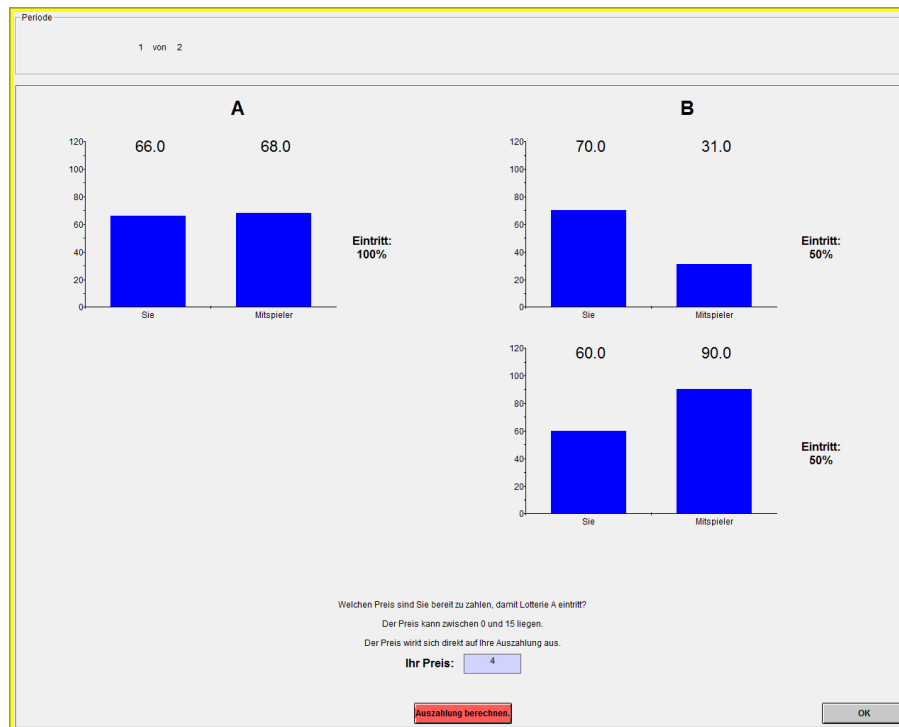 Periode
1 von 2
A
B
66.0 68.0
120
100
80
60
40
20
0
Sie Mitspieler
Eintritt:
100%
70.0 31.0
120
100
80
60
40
20
0
Sie Mitspieler
Eintritt:
50%
60.0 90.0
120
100
80
60
40
20
0
Sie Mitspieler
Eintritt:
50%
Welchen Preis sind Sie bereit zu zahlen, damit Lotterie A eintritt?
Der Preis kann zwischen 0 und 15 liegen.
Der Preis wirkt sich direkt auf Ihre Auszahlung aus.
Ihr Preis: 4
Auszahlung berechnen.
OK